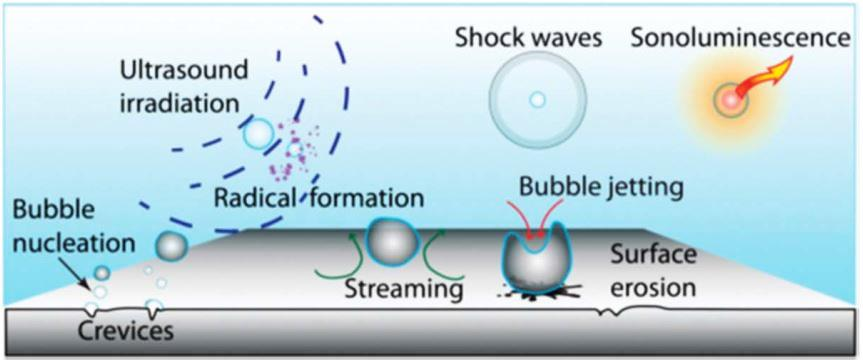 Shock waves
Sonoluminescence
Ultrasound
irradiation
Radical formation
Bubble jetting
Bubble
nucleation
Surface
erosion
Streaming
Crevices